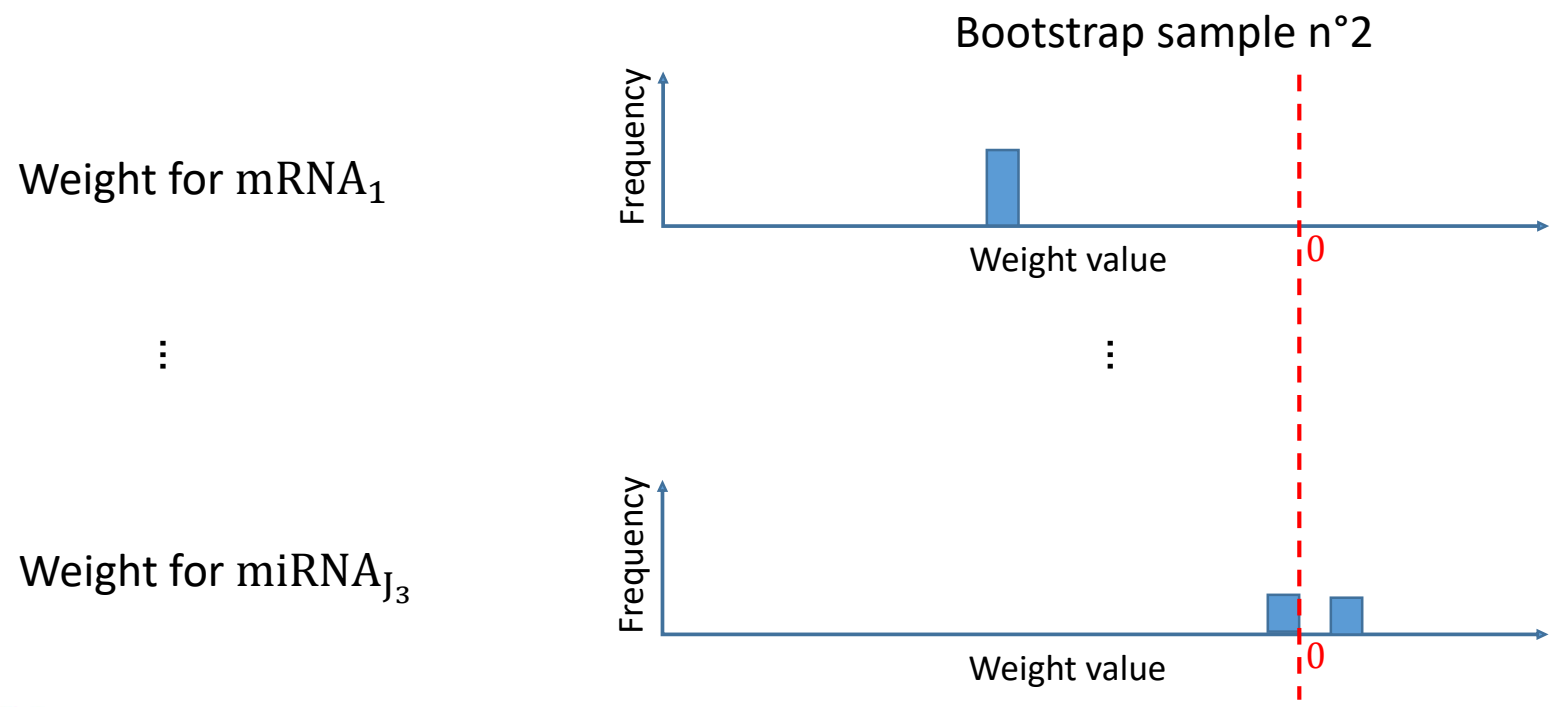 Bootstrap sample n°2
Frequency
Weight for mRNA₁
0
Weight value
⋮
⋮
Frequency
Weight for miRNA_J₃
0
Weight value